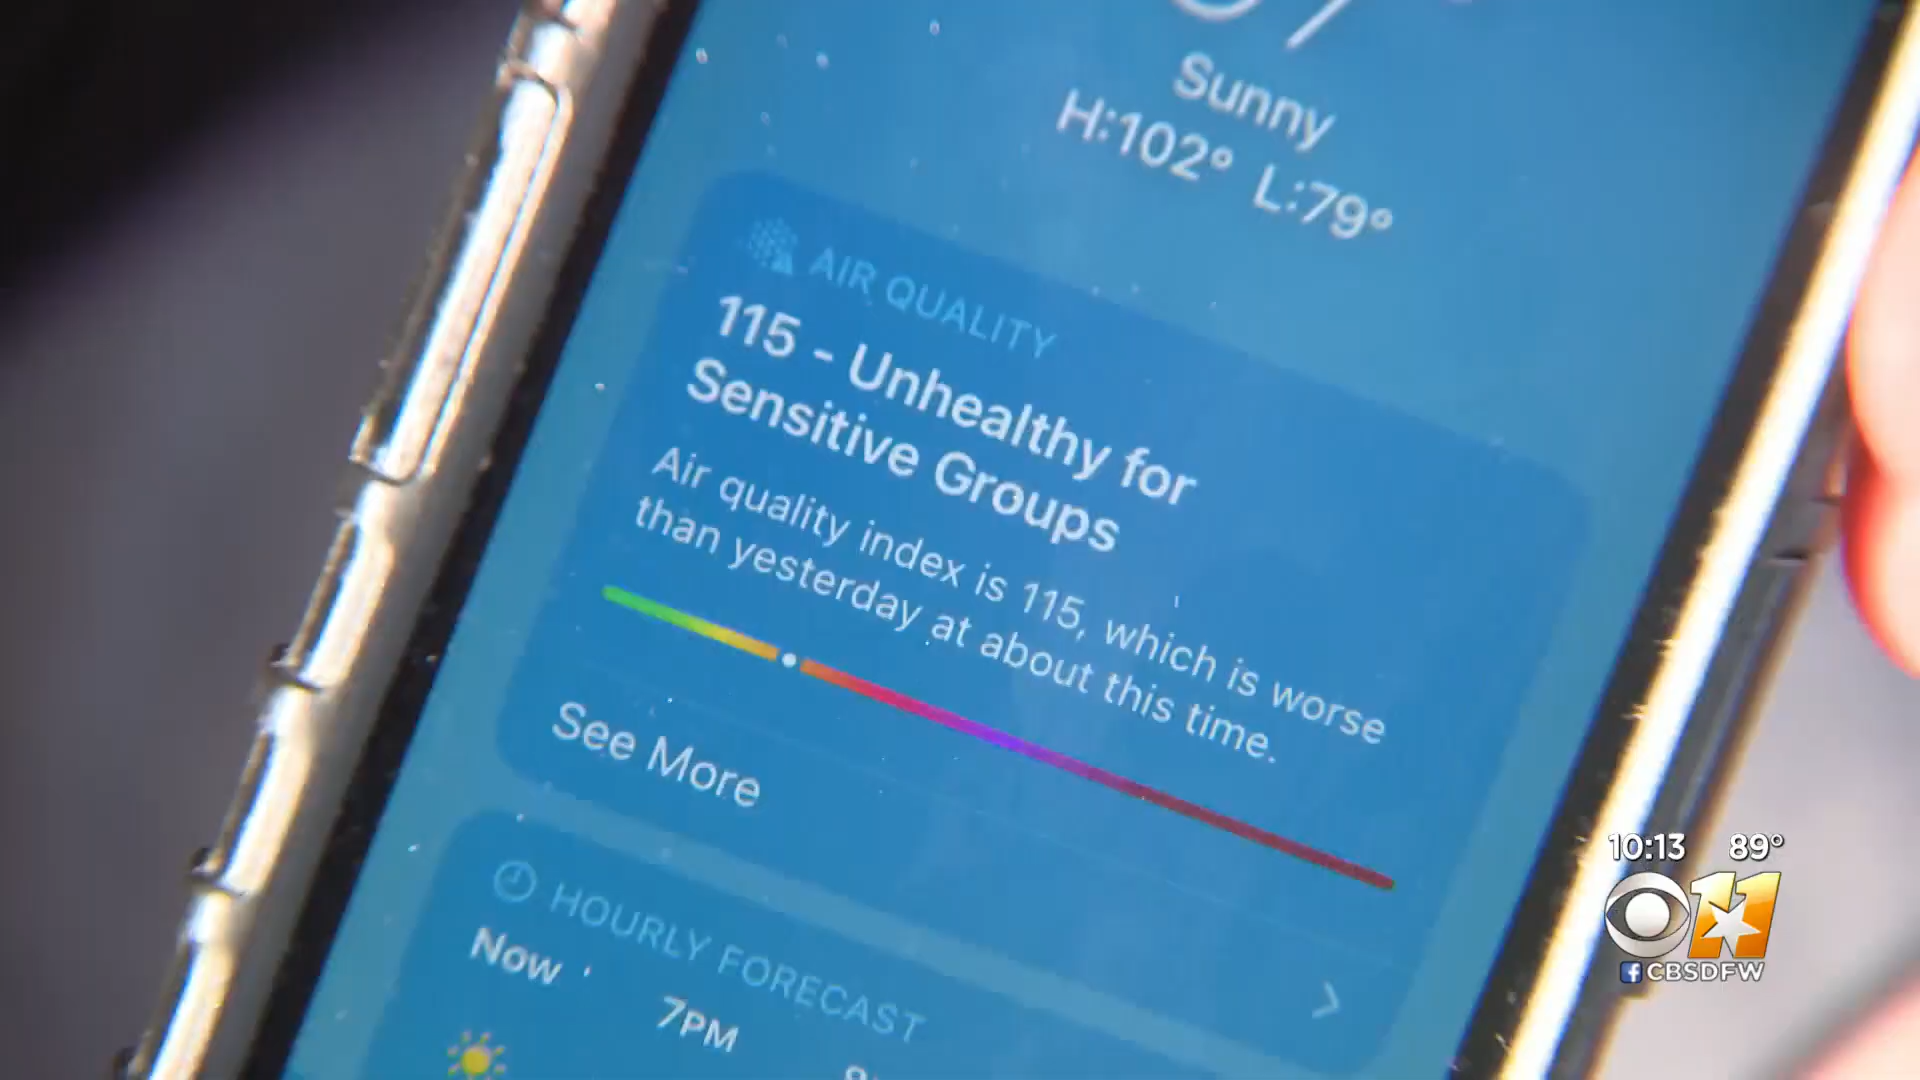 Sunny
H:102° L:79°
AIR QUALITY
115 - Unhealthy for
Sensitive Groups
Air quality index is 115, which is worse
than yesterday at about this time.
See More
HOURLY FORECAST
Now
7PM
10:13 89°
11
CBSDFW